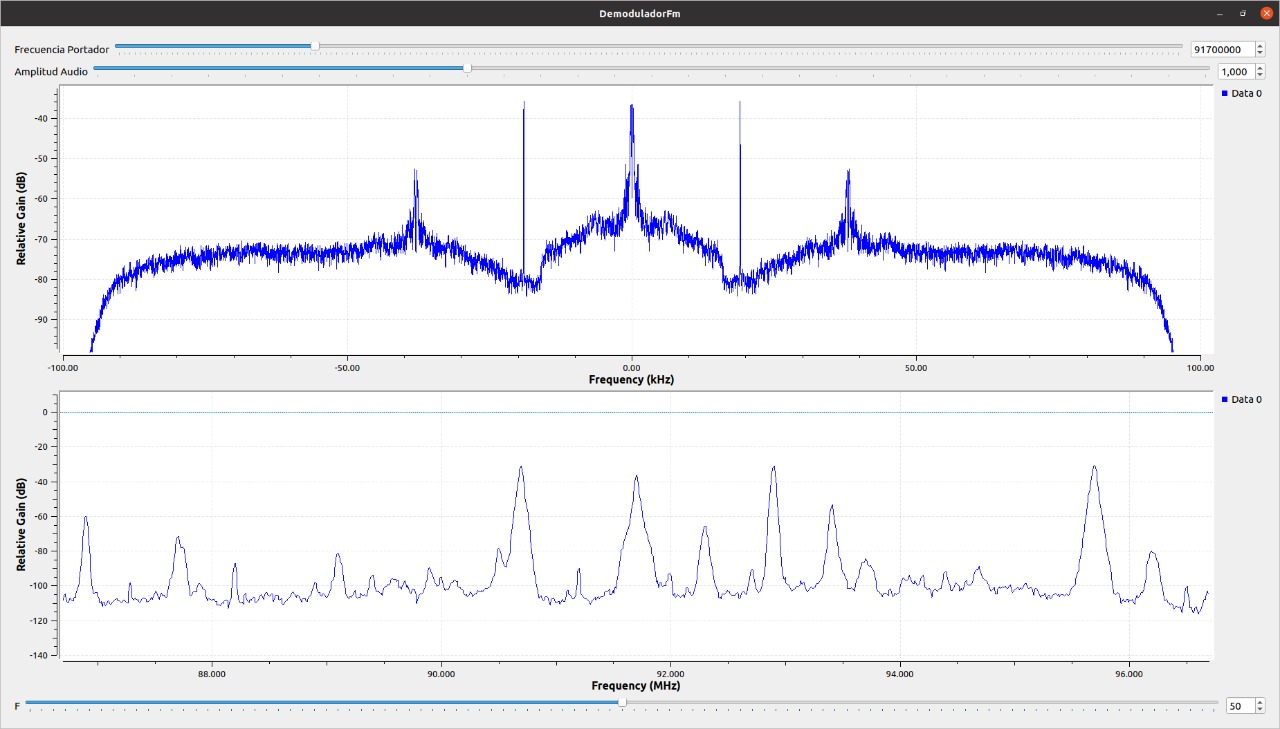 DemoduladorFm
Frecuencia Portador 91700000
Amplitud Audio 1,000
Data 0
-40
-50
-60
-70
-80
-90
Relative Gain (dB)
-100.00 -50.00 0.00 50.00 100.00
Frequency (kHz)
Data 0
0
-20
-40
-60
-80
-100
-120
-140
Relative Gain (dB)
88.000 90.000 92.000 94.000 96.000
Frequency (MHz)
F 50